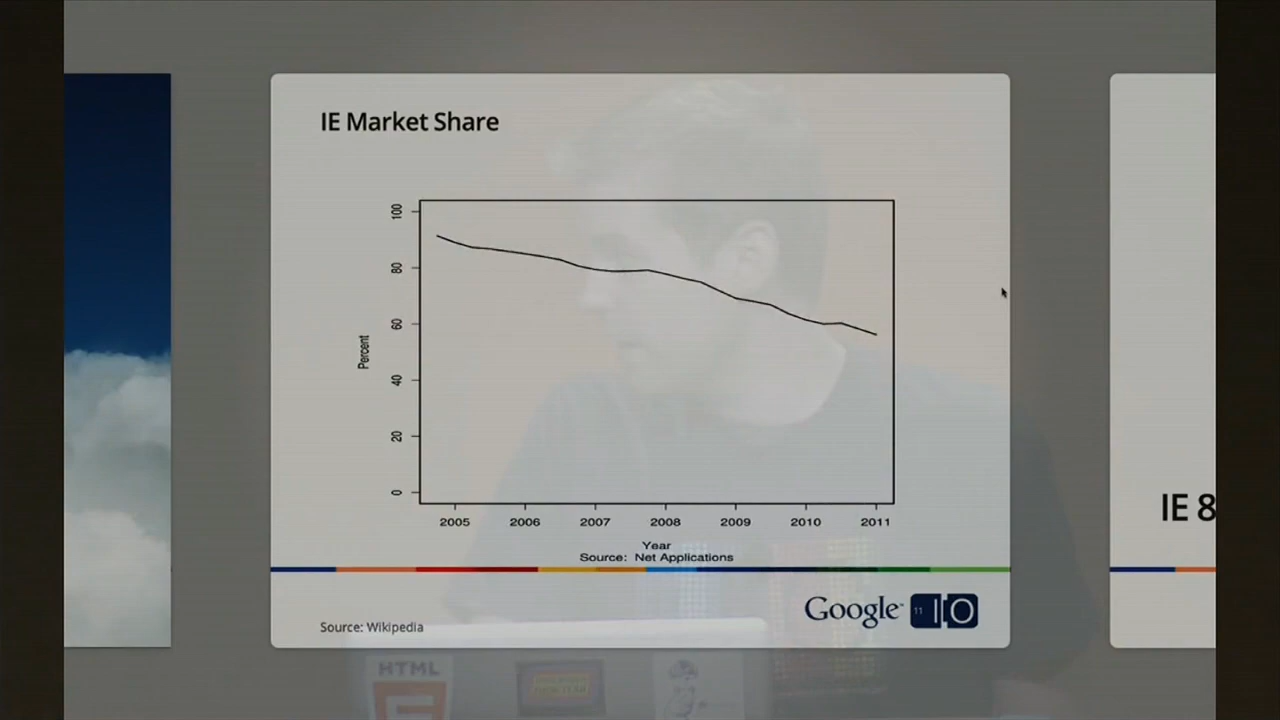 IE Market Share
100
80
60
40
20
0
Percent
2005 2006 2007 2008 2009 2010 2011
Year
Source: Net Applications
Google 11 IO
Source: Wikipedia
IE 8
HTML